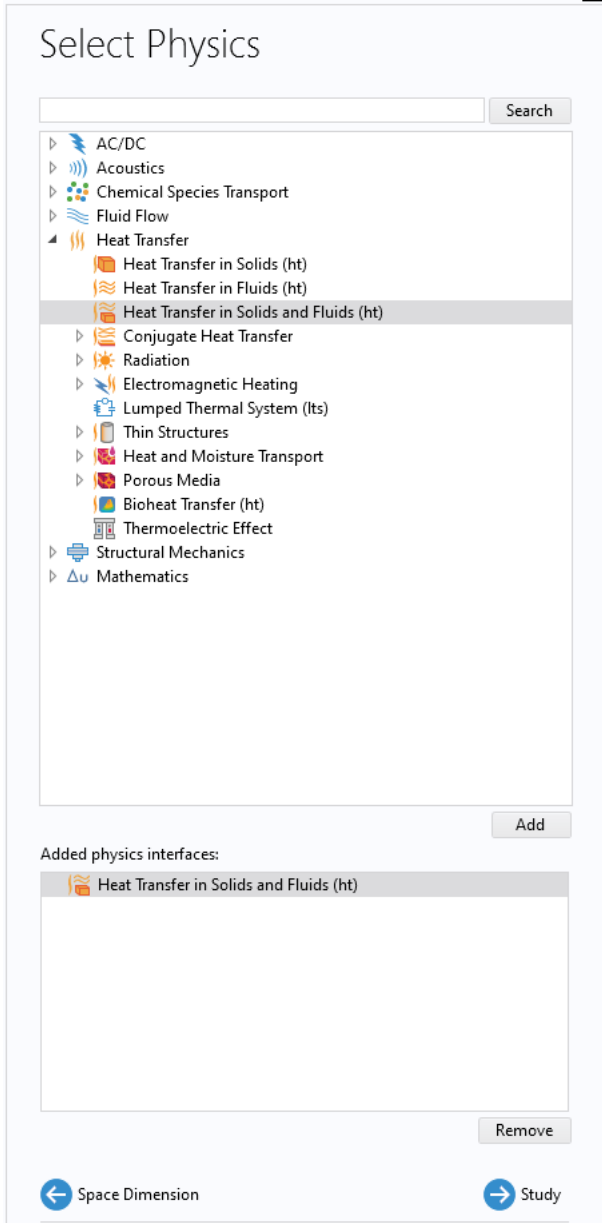 Select Physics
Search
AC/DC
Acoustics
Chemical Species Transport
Fluid Flow
Heat Transfer
Heat Transfer in Solids (ht)
Heat Transfer in Fluids (ht)
Heat Transfer in Solids and Fluids (ht)
Conjugate Heat Transfer
Radiation
Electromagnetic Heating
Lumped Thermal System (lts)
Thin Structures
Heat and Moisture Transport
Porous Media
Bioheat Transfer (ht)
Thermoelectric Effect
Structural Mechanics
Δu Mathematics
Add
Added physics interfaces:
Heat Transfer in Solids and Fluids (ht)
Remove
Space Dimension Study